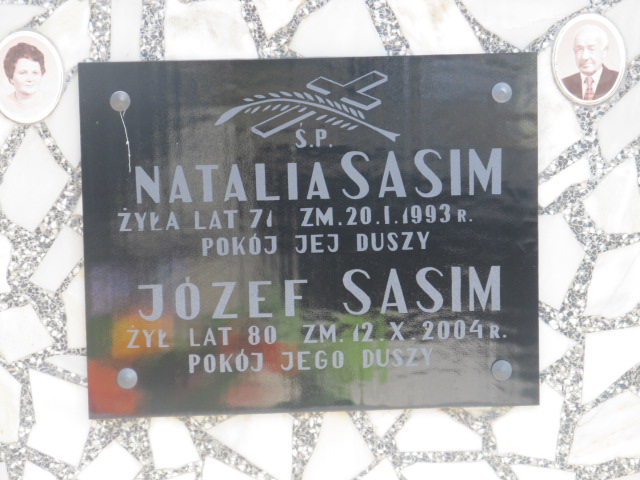 Ś.P.
NATALIA SASIM
ŻYŁA LAT 71 ZM. 20. I. 1993 R.
POKÓJ JEJ DUSZY
JÓZEF SASIM
ŻYŁ LAT 80 ZM. 12. X. 2004 R.
POKÓJ JEGO DUSZY